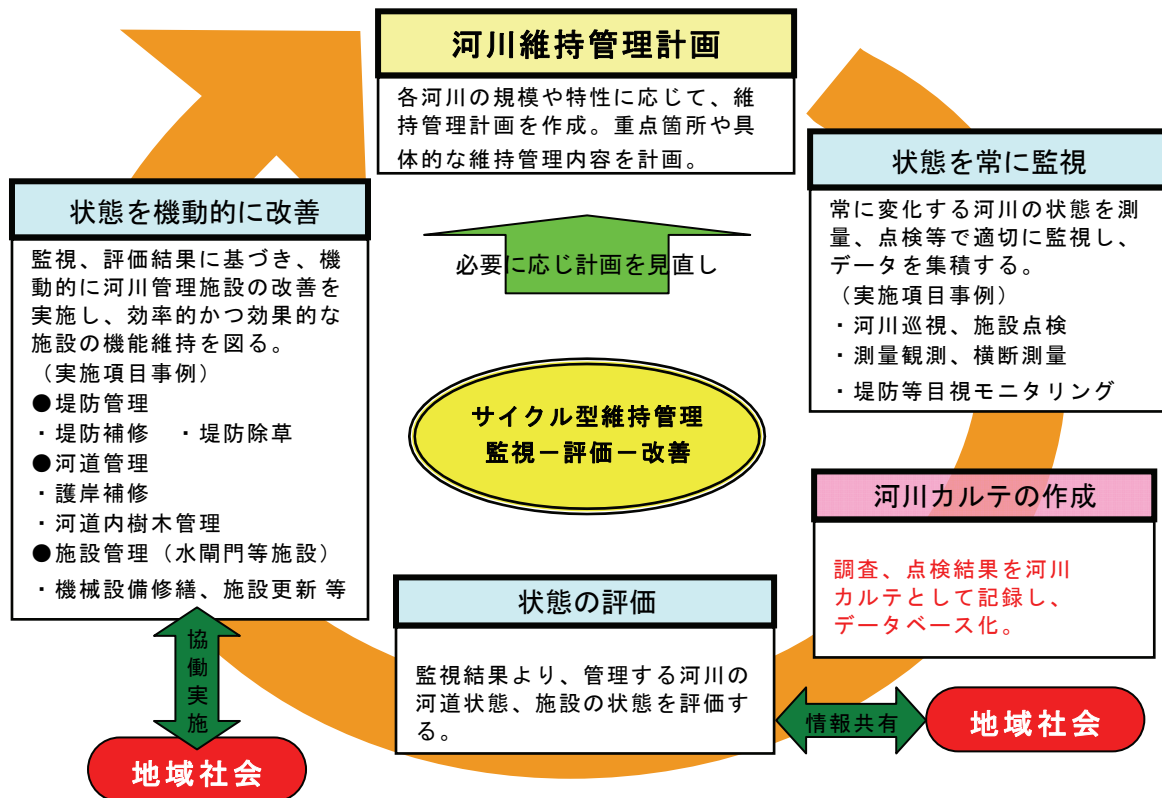 河川維持管理計画
各河川の規模や特性に応じて、維
持管理計画を作成。重点箇所や具
体的な維持管理内容を計画。
状態を常に監視
常に変化する河川の状態を測
量、点検等で適切に監視し、
データを集積する。
（実施項目事例）
・河川巡視、施設点検
・測量観測、横断測量
・堤防等目視モニタリング
河川カルテの作成
調査、点検結果を河川
カルテとして記録し、
データベース化。
状態の評価
監視結果より、管理する河川の
河道状態、施設の状態を評価す
る。
情報共有
地域社会
状態を機動的に改善
監視、評価結果に基づき、機
動的に河川管理施設の改善を
実施し、効率的かつ効果的な
施設の機能維持を図る。
（実施項目事例）
●堤防管理
・堤防補修　・堤防除草
●河道管理
・護岸補修
・河道内樹木管理
●施設管理（水閘門等施設）
・機械設備修繕、施設更新 等
協働実施
地域社会
必要に応じ計画を見直し
サイクル型維持管理
監視－評価－改善